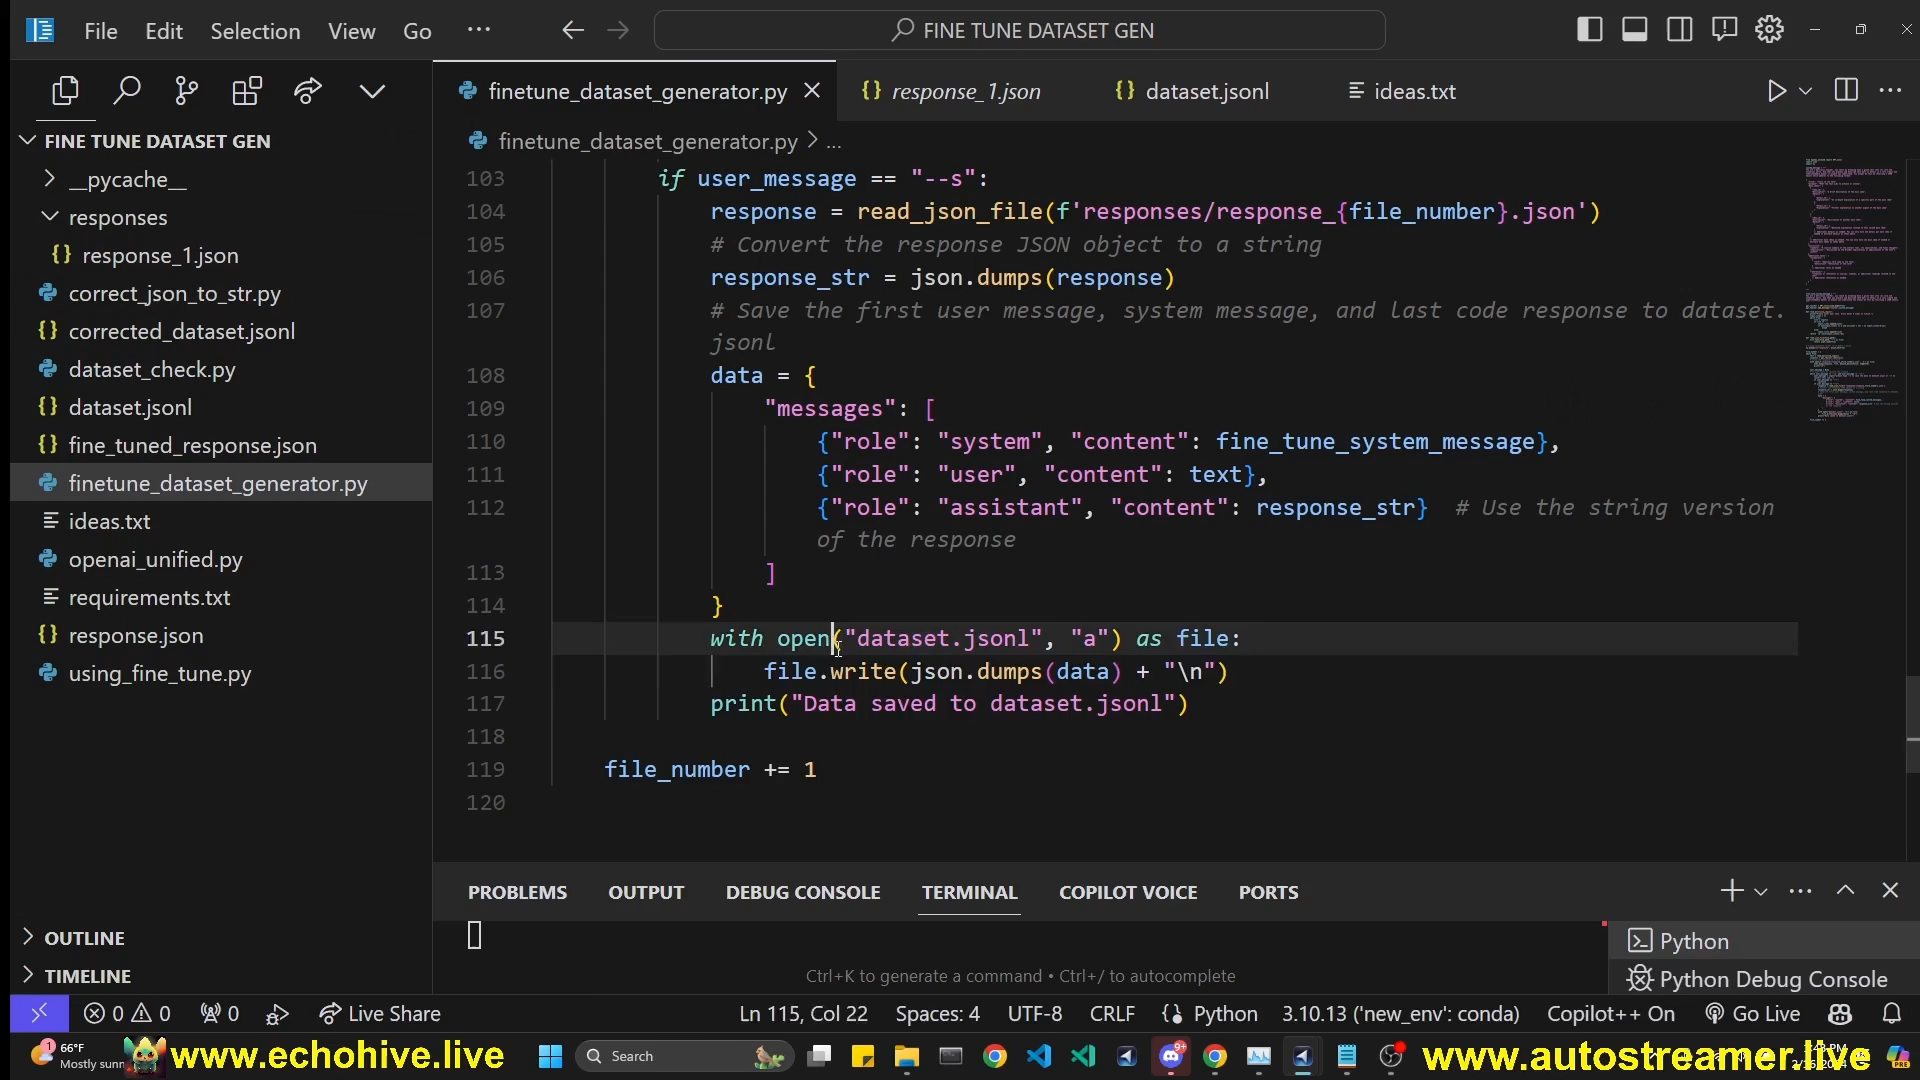 File Edit Selection View Go ... FINE TUNE DATASET GEN
finetune_dataset_generator.py response_1.json dataset.jsonl ideas.txt
FINE TUNE DATASET GEN
__pycache__
responses
response_1.json
correct_json_to_str.py
corrected_dataset.jsonl
dataset_check.py
dataset.jsonl
fine_tuned_response.json
finetune_dataset_generator.py
ideas.txt
openai_unified.py
requirements.txt
response.json
using_fine_tune.py
OUTLINE
TIMELINE
finetune_dataset_generator.py > ...
103 if user_message == "--s":
104 response = read_json_file(f'responses/response_{file_number}.json')
105 # Convert the response JSON object to a string
106 response_str = json.dumps(response)
107 # Save the first user message, system message, and last code response to dataset.
jsonl
108 data = {
109 "messages": [
110 {"role": "system", "content": fine_tune_system_message},
111 {"role": "user", "content": text},
112 {"role": "assistant", "content": response_str} # Use the string version
of the response
113 ]
114 }
115 with open("dataset.jsonl", "a") as file:
116 file.write(json.dumps(data) + "\n")
117 print("Data saved to dataset.jsonl")
118
119 file_number += 1
120
PROBLEMS OUTPUT DEBUG CONSOLE TERMINAL COPILOT VOICE PORTS
Ctrl+K to generate a command • Ctrl+/ to autocomplete
Python
Python Debug Console
0 0 0 Live Share Ln 115, Col 22 Spaces: 4 UTF-8 CRLF Python 3.10.13 ('new_env': conda) Copilot++ On Go Live
1 66°F
Mostly sunn
www.echohive.live
Search
9+
www.autostreamer.live
PRE